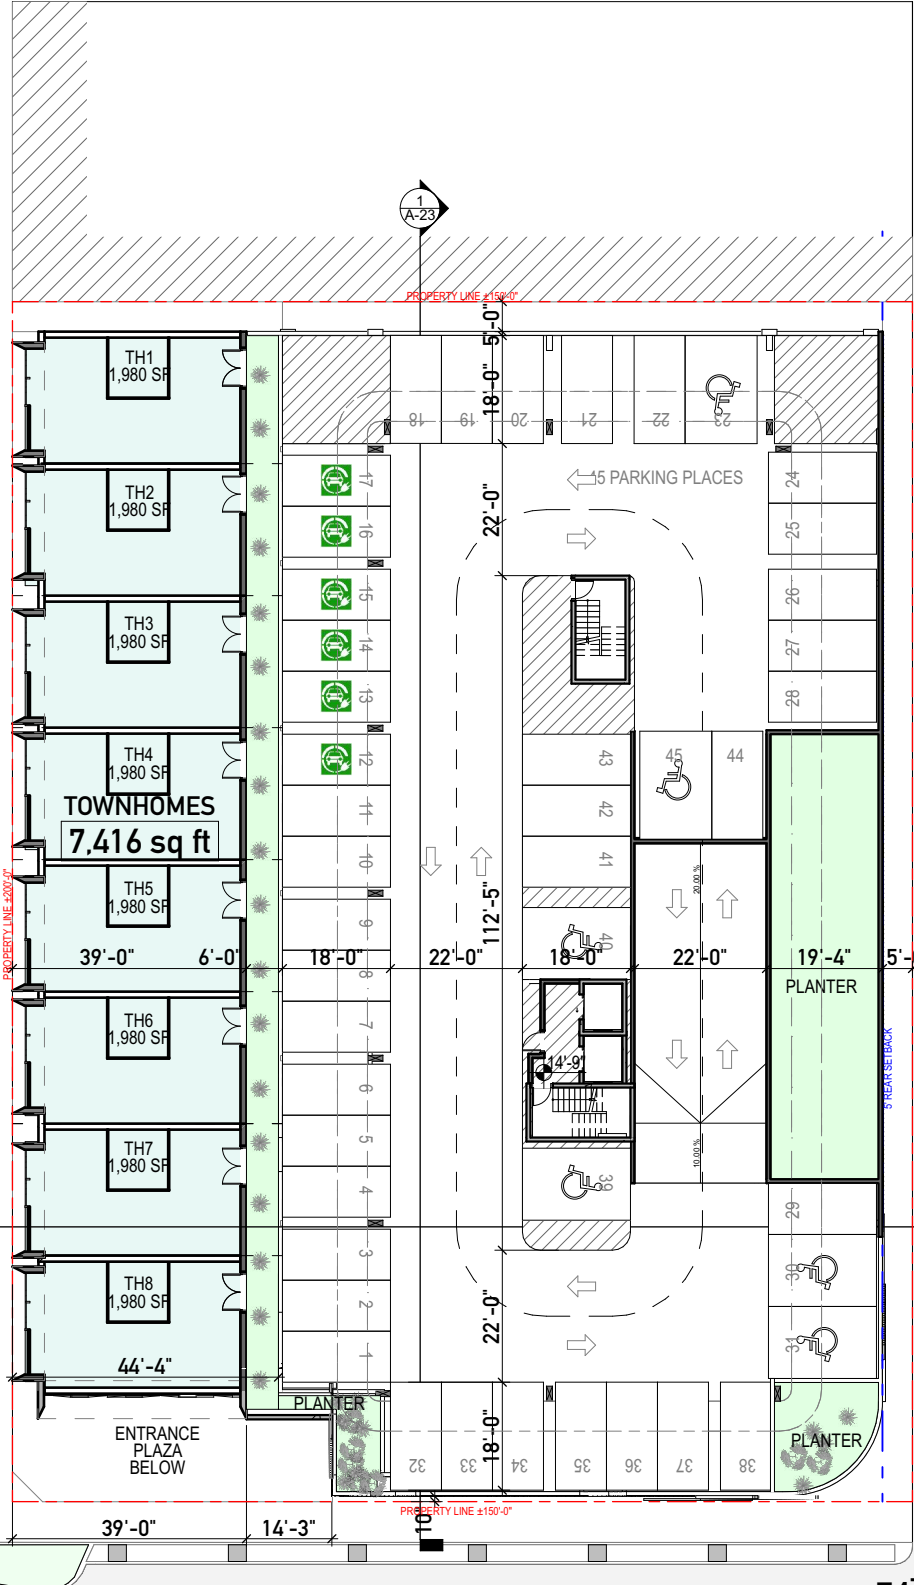 1
A-23
PROPERTY LINE ±150'-0"
5'-0"
18'-0"
TH1
1,980 SF
18
19
20
21
22
23
TH2
1,980 SF
17
16
22'-0"
PARKING PLACES
24
25
TH3
1,980 SF
15
14
13
26
27
28
TH4
1,980 SF
TOWNHOMES
7,416 sq ft
12
11
10
43
42
41
45
44
20.00 %
TH5
1,980 SF
9
8
7
112'-5"
40
PROPERTY LINE ±200'-0"
39'-0"
6'-0"
18'-0"
22'-0"
18'-0"
22'-0"
19'-4"
5'-
PLANTER
TH6
1,980 SF
6
5
4
14'-9"
5' REAR SETBACK
10.00 %
TH7
1,980 SF
39
29
30
31
3
2
1
TH8
1,980 SF
44'-4"
22'-0"
PLANTER
ENTRANCE
PLAZA
BELOW
32
33
34
35
36
37
38
18'-0"
PLANTER
PROPERTY LINE ±150'-0"
10
39'-0"
14'-3"